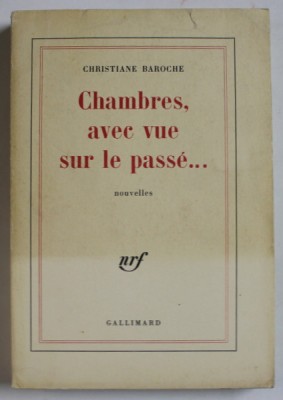 CHRISTIANE BAROCHE
Chambres,
avec vue
sur le passé...
nouvelles
nrf
GALLIMARD